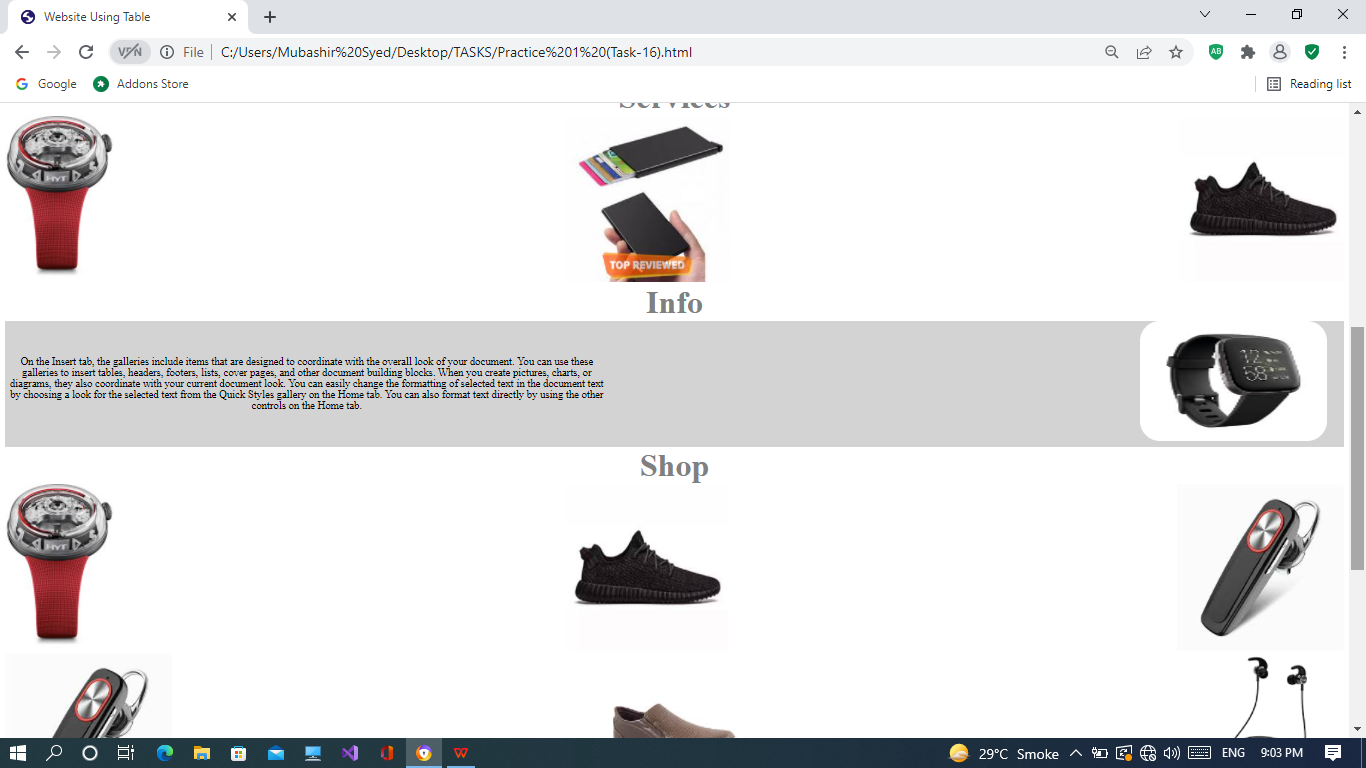 Website Using Table
File
C:/Users/Mubashir%20Syed/Desktop/TASKS/Practice%201%20(Task-16).html
Google
Addons Store
Reading list
Services
HYT
TOP REVIEWED
Info
On the Insert tab, the galleries include items that are designed to coordinate with the overall look of your document. You can use these
galleries to insert tables, headers, footers, lists, cover pages, and other document building blocks. When you create pictures, charts, or
diagrams, they also coordinate with your current document look. You can easily change the formatting of selected text in the document text
by choosing a look for the selected text from the Quick Styles gallery on the Home tab. You can also format text directly by using the other
controls on the Home tab.
12
58
Shop
HYT
29°C Smoke
ENG
9:03 PM